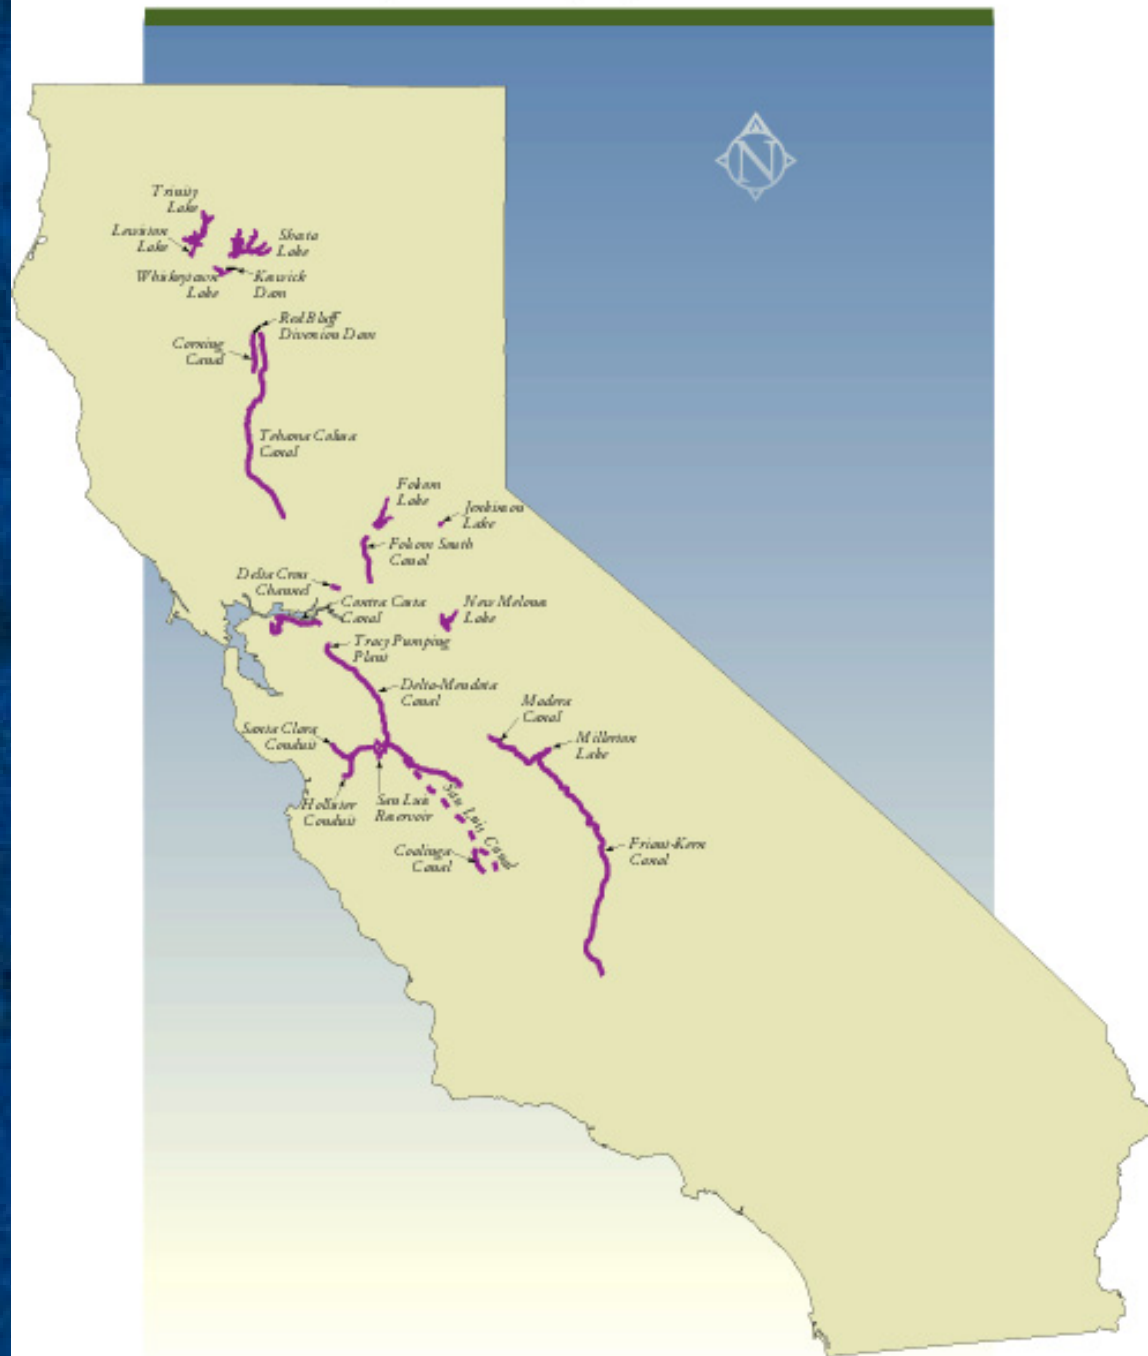 N
Trinity
Lake
Lewiston
Lake
Shasta
Lake
Whiskeytown
Lake
Keswick
Dam
Red Bluff
Diversion Dam
Corning
Canal
Tehama Colusa
Canal
Folsom
Lake
Jenkinson
Lake
Folsom South
Canal
Delta Cross
Channel
Contra Costa
Canal
New Melones
Lake
Tracy Pumping
Plant
Delta-Mendota
Canal
Madera
Canal
Santa Clara
Conduit
Millerton
Lake
Hollister
Conduit
San Luis
Reservoir
San Luis Canal
Coalinga
Canal
Friant-Kern
Canal